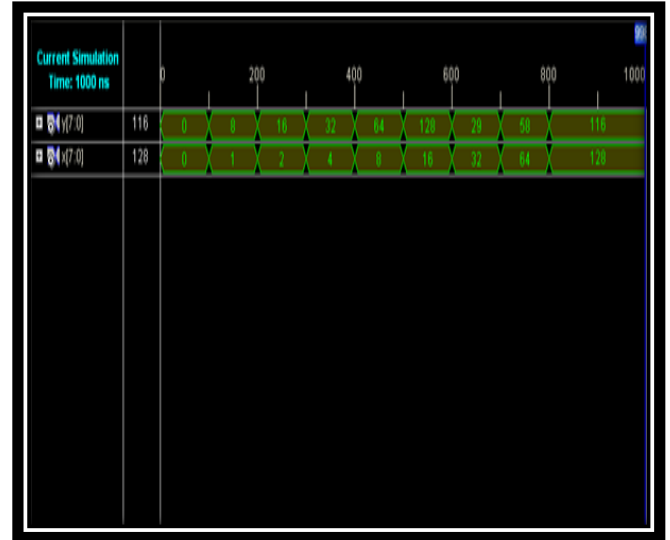 Current Simulation
Time: 1000 ns
0 200 400 600 800 1000
y[7:0] 116 0 8 16 32 64 128 29 58 116
x[7:0] 128 0 1 2 4 8 16 32 64 128